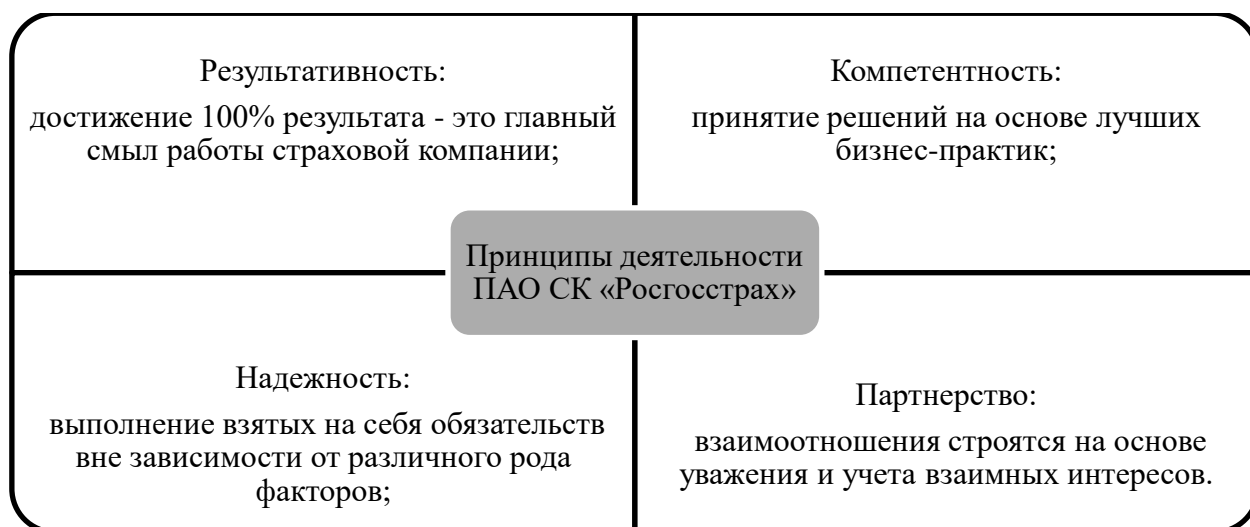 Результативность:
достижение 100% результата - это главный
смыл работы страховой компании;
Компетентность:
принятие решений на основе лучших
бизнес-практик;
Принципы деятельности
ПАО СК «Росгосстрах»
Надежность:
выполнение взятых на себя обязательств
вне зависимости от различного рода
факторов;
Партнерство:
взаимоотношения строятся на основе
уважения и учета взаимных интересов.